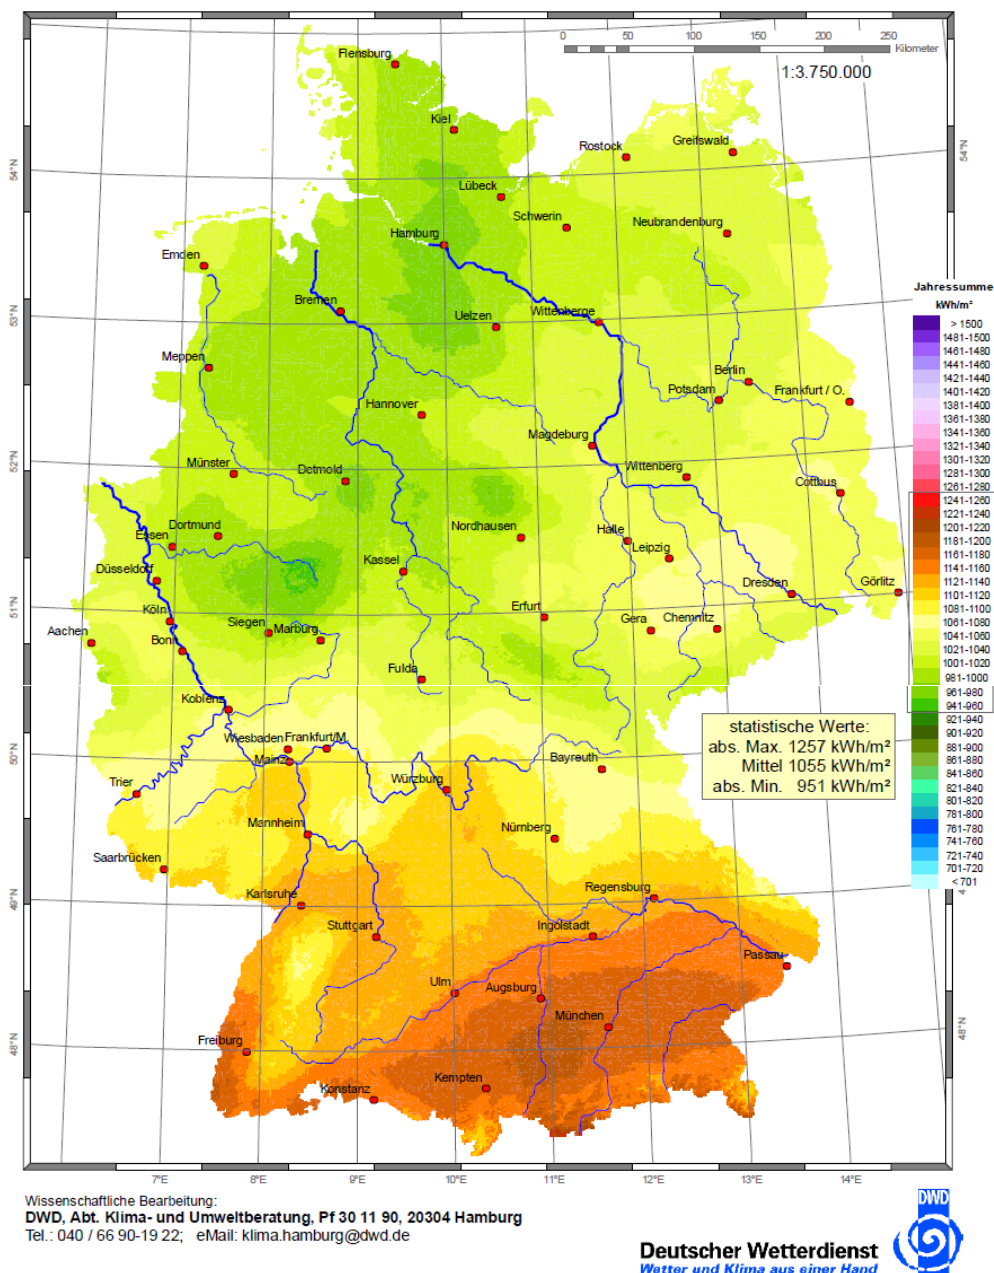 0 50 100 150 200 250 Kilometer
1:3.750.000
Flensburg
Kiel
Rostock
Greifswald
Lübeck
Schwerin
Neubrandenburg
Hamburg
Emden
Bremen
Uelzen
Wittenberge
Meppen
Berlin
Potsdam
Frankfurt / O.
Hannover
Magdeburg
Münster
Detmold
Wittenberg
Cottbus
Dortmund
Essen
Nordhausen
Halle
Leipzig
Düsseldorf
Kassel
Dresden
Görlitz
Köln
Erfurt
Aachen
Siegen
Marburg
Gera
Chemnitz
Bonn
Fulda
Koblenz
Wiesbaden
Frankfurt/M.
Mainz
Bayreuth
Trier
Würzburg
Mannheim
Nürnberg
Saarbrücken
Karlsruhe
Regensburg
Stuttgart
Ingolstadt
Passau
Ulm
Augsburg
München
Freiburg
Kempten
Konstanz
54°N
53°N
52°N
51°N
50°N
49°N
48°N
54°N
48°N
7°E 8°E 9°E 10°E 11°E 12°E 13°E 14°E
Jahressumme
kWh/m²
> 1500
1481-1500
1461-1480
1441-1460
1421-1440
1401-1420
1381-1400
1361-1380
1341-1360
1321-1340
1301-1320
1281-1300
1261-1280
1241-1260
1221-1240
1201-1220
1181-1200
1161-1180
1141-1160
1121-1140
1101-1120
1081-1100
1061-1080
1041-1060
1021-1040
1001-1020
981-1000
961-980
941-960
921-940
901-920
881-900
861-880
841-860
821-840
801-820
781-800
761-780
741-760
721-740
701-720
< 701
statistische Werte:
abs. Max. 1257 kWh/m²
Mittel 1055 kWh/m²
abs. Min. 951 kWh/m²
Wissenschaftliche Bearbeitung:
DWD, Abt. Klima- und Umweltberatung, Pf 30 11 90, 20304 Hamburg
Tel.: 040 / 66 90-19 22; eMail: klima.hamburg@dwd.de
DWD
Deutscher Wetterdienst
Wetter und Klima aus einer Hand